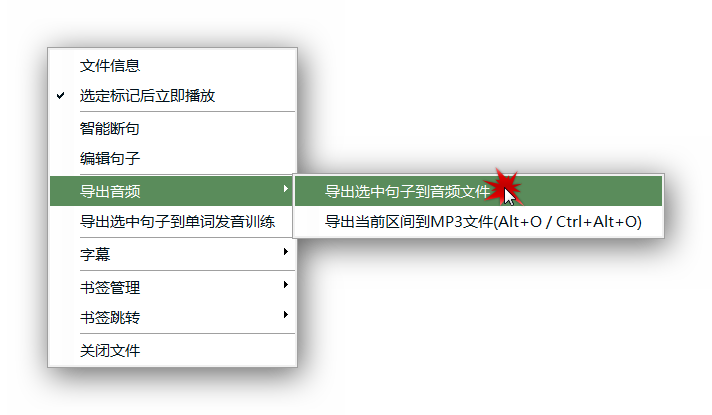 文件信息
选定标记后立即播放
智能断句
编辑句子
导出音频
导出选中句子到音频文件
导出选中句子到单词发音训练
导出当前区间到MP3文件(Alt+O / Ctrl+Alt+O)
字幕
书签管理
书签跳转
关闭文件